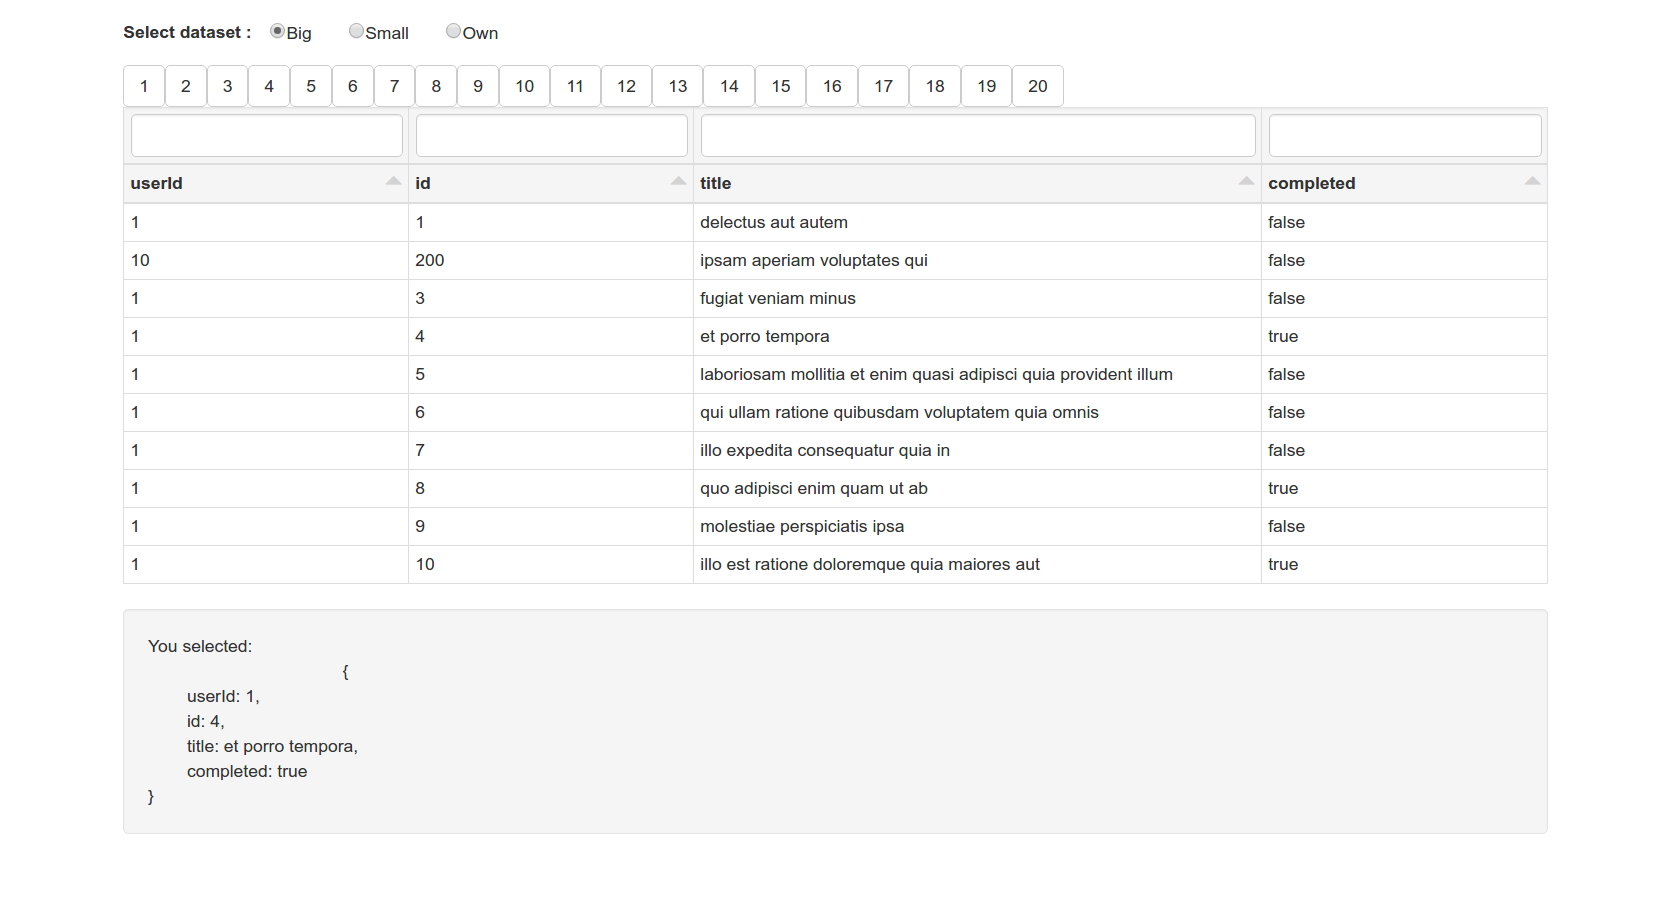 Select dataset : Big Small Own
1 2 3 4 5 6 7 8 9 10 11 12 13 14 15 16 17 18 19 20
userId id title completed
1 1 delectus aut autem false
10 200 ipsam aperiam voluptates qui false
1 3 fugiat veniam minus false
1 4 et porro tempora true
1 5 laboriosam mollitia et enim quasi adipisci quia provident illum false
1 6 qui ullam ratione quibusdam voluptatem quia omnis false
1 7 illo expedita consequatur quia in false
1 8 quo adipisci enim quam ut ab true
1 9 molestiae perspiciatis ipsa false
1 10 illo est ratione doloremque quia maiores aut true
You selected:
{
userId: 1,
id: 4,
title: et porro tempora,
completed: true
}